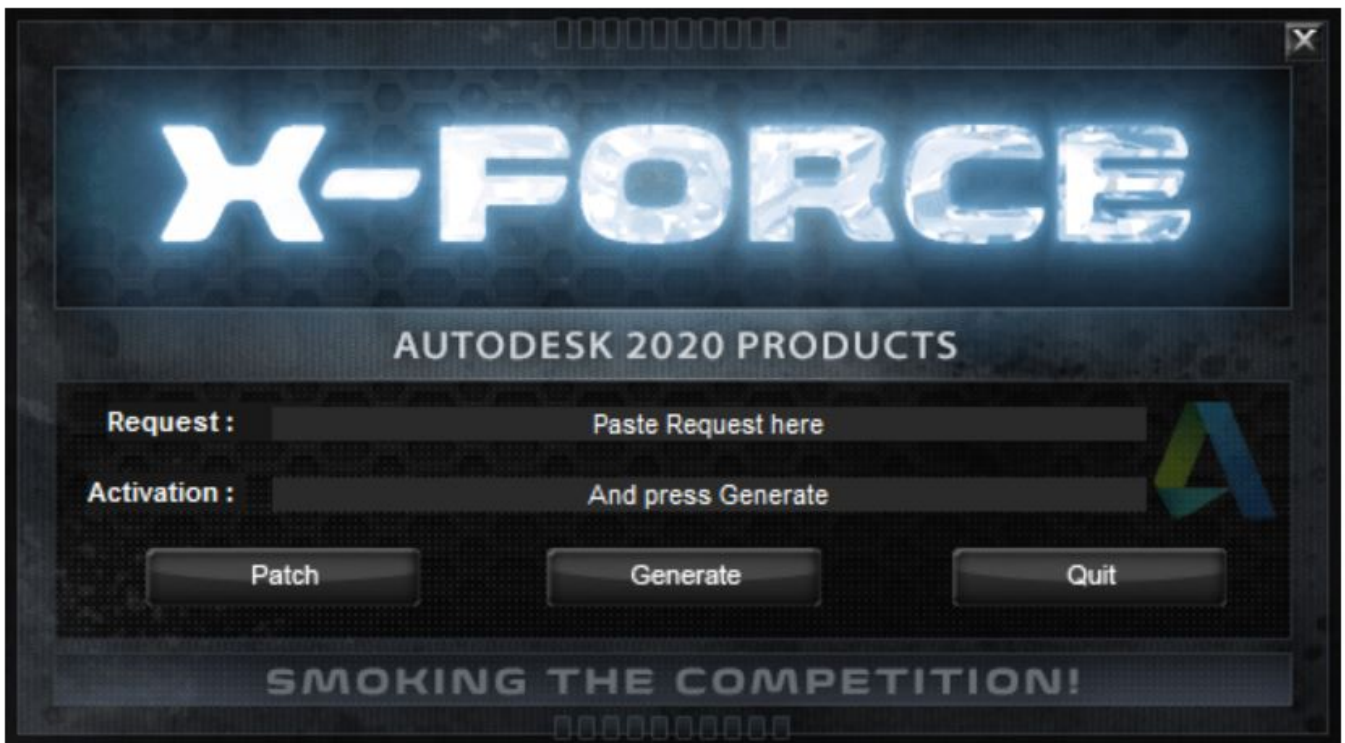 X-FORCE
AUTODESK 2020 PRODUCTS
Request : Paste Request here
Activation : And press Generate
Patch Generate Quit
SMOKING THE COMPETITION!